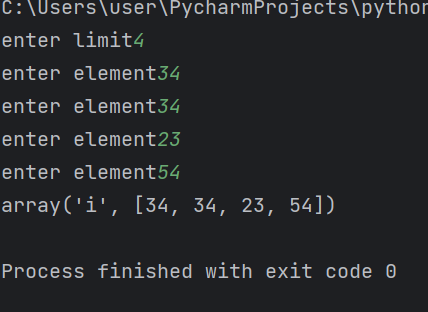 C:\Users\user\PycharmProjects\python
enter limit4
enter element34
enter element34
enter element23
enter element54
array('i', [34, 34, 23, 54])
Process finished with exit code 0